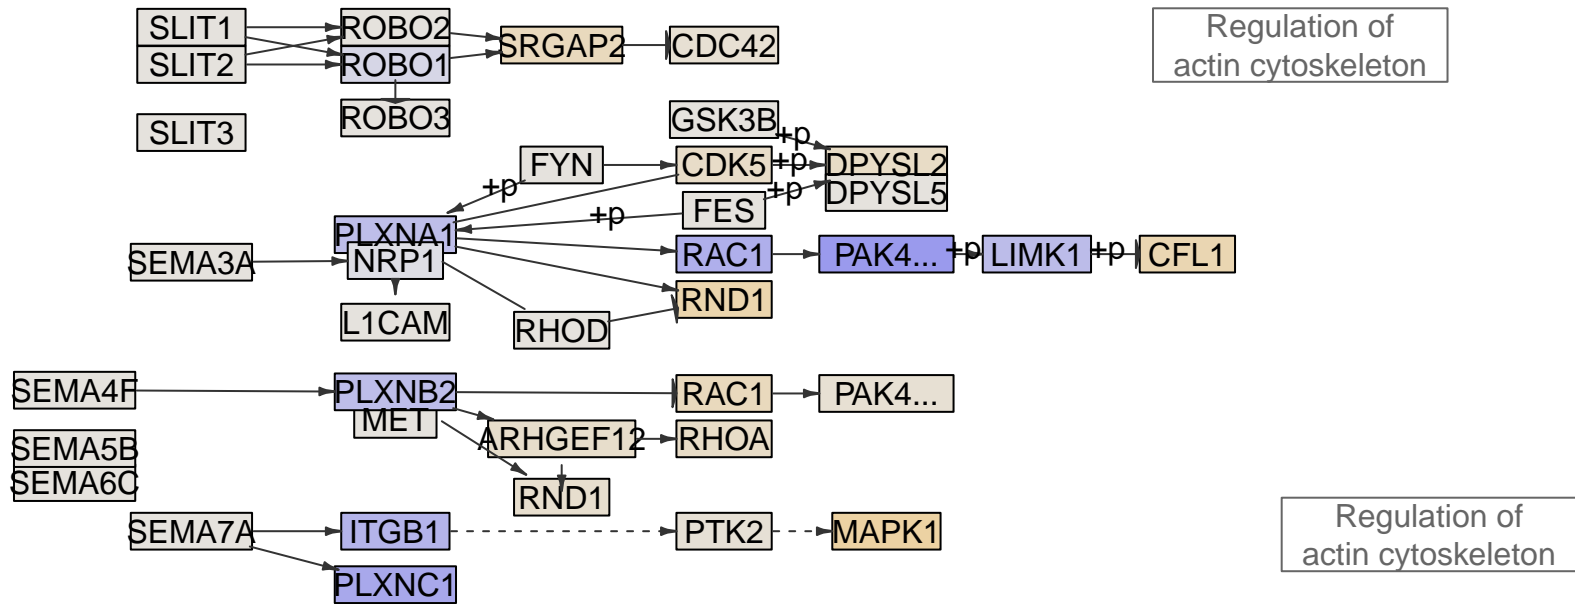 SLIT1
ROBO2
SRGAP2
CDC42
Regulation of
actin cytoskeleton
SLIT2
ROBO1
SLIT3
ROBO3
GSK3B
+p
FYN
CDK5
+p
DPYSL2
+p
FES
+p
DPYSL5
PLXNA1
+p
SEMA3A
NRP1
RAC1
PAK4...
+p
LIMK1
+p
CFL1
RND1
L1CAM
RHOD
SEMA4F
PLXNB2
RAC1
PAK4...
MET
ARHGEF12
RHOA
SEMA5B
SEMA6C
RND1
SEMA7A
ITGB1
PTK2
MAPK1
Regulation of
actin cytoskeleton
PLXNC1